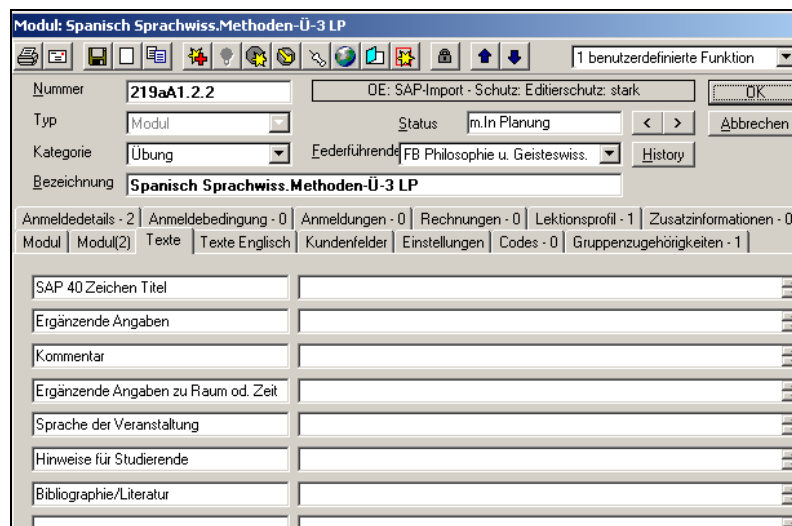 Modul: Spanisch Sprachwiss.Methoden-Ü-3 LP
1 benutzerdefinierte Funktion
Nummer 219aA1.2.2 OE: SAP-Import - Schutz: Editierschutz: stark OK
Typ Modul Status m.In Planung < > Abbrechen
Kategorie Übung Federführende FB Philosophie u. Geisteswiss. History
Bezeichnung Spanisch Sprachwiss.Methoden-Ü-3 LP
Anmeldedetails - 2 Anmeldebedingung - 0 Anmeldungen - 0 Rechnungen - 0 Lektionsprofil - 1 Zusatzinformationen - 0
Modul Modul(2) Texte Texte Englisch Kundenfelder Einstellungen Codes - 0 Gruppenzugehörigkeiten - 1
SAP 40 Zeichen Titel
Ergänzende Angaben
Kommentar
Ergänzende Angaben zu Raum od. Zeit
Sprache der Veranstaltung
Hinweise für Studierende
Bibliographie/Literatur